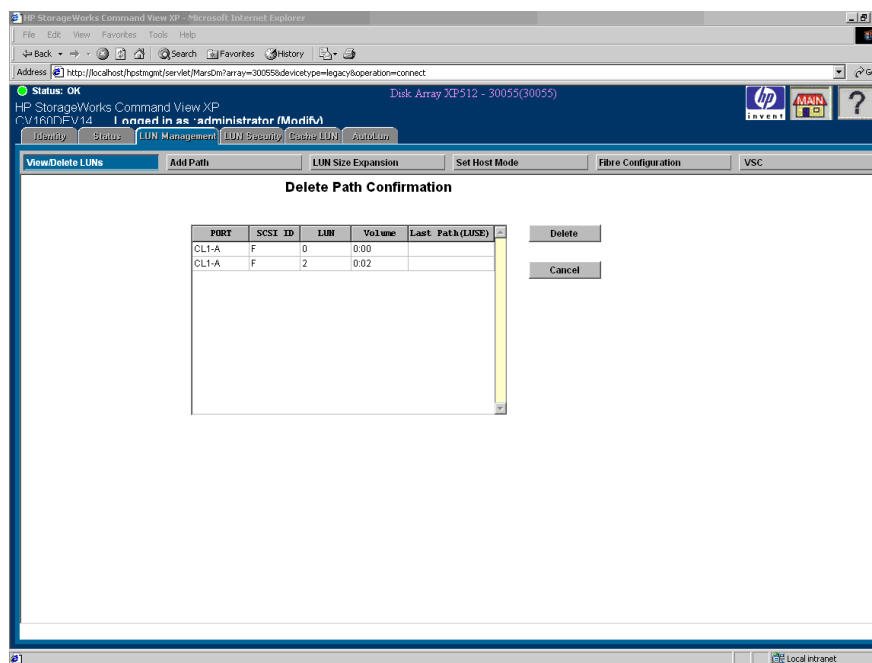 HP StorageWorks Command View XP - Microsoft Internet Explorer
File Edit View Favorites Tools Help
Back Search Favorites History
Address http://localhost/hpstmgmt/servlet/MarsDm?array=30055&devicetype=legacy&operation=connect
Status: OK
Disk Array XP512 - 30055(30055)
HP StorageWorks Command View XP
CV160DEV14 Logged in as :administrator (Modify)
hp invent
MAIN
?
Identity Status LUN Management LUN Security Cache LUN AutoLun
View/Delete LUNs Add Path LUN Size Expansion Set Host Mode Fibre Configuration VSC
Delete Path Confirmation
PORT SCSI ID LUN Volume Last Path(LUSE)
CL1-A F 0 0:00
CL1-A F 2 0:02
Delete
Cancel
Local intranet